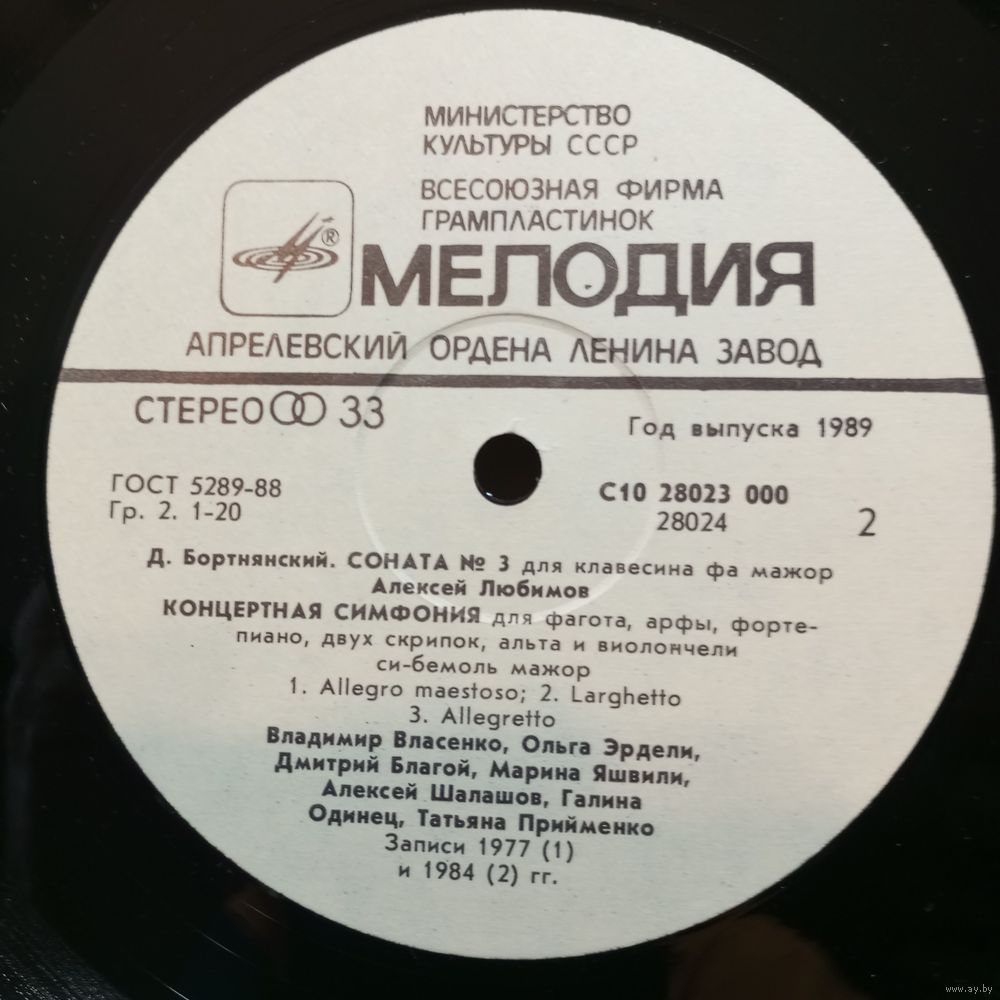 МИНИСТЕРСТВО
КУЛЬТУРЫ СССР
ВСЕСОЮЗНАЯ ФИРМА
ГРАМПЛАСТИНОК
®
МЕЛОДИЯ
АПРЕЛЕВСКИЙ ОРДЕНА ЛЕНИНА ЗАВОД
СТЕРЕО 33
Год выпуска 1989
ГОСТ 5289-88
Гр. 2. 1-20
С10 28023 000
28024
2
Д. Бортнянский. СОНАТА № 3 для клавесина фа мажор
Алексей Любимов
КОНЦЕРТНАЯ СИМФОНИЯ для фагота, арфы, форте-
пиано, двух скрипок, альта и виолончели
си-бемоль мажор
1. Allegro maestoso; 2. Larghetto
3. Allegretto
Владимир Власенко, Ольга Эрдели,
Дмитрий Благой, Марина Яшвили,
Алексей Шалашов, Галина
Одинец, Татьяна Прийменко
Записи 1977 (1)
и 1984 (2) гг.
www.ay.by